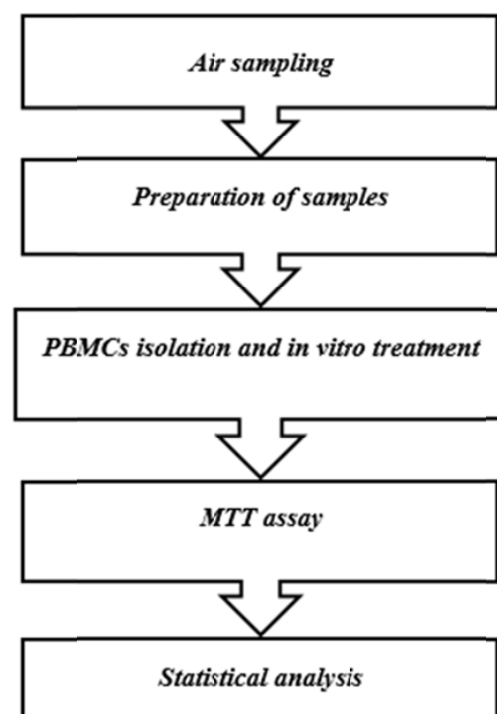 Air sampling
Preparation of samples
PBMCs isolation and in vitro treatment
MTT assay
Statistical analysis